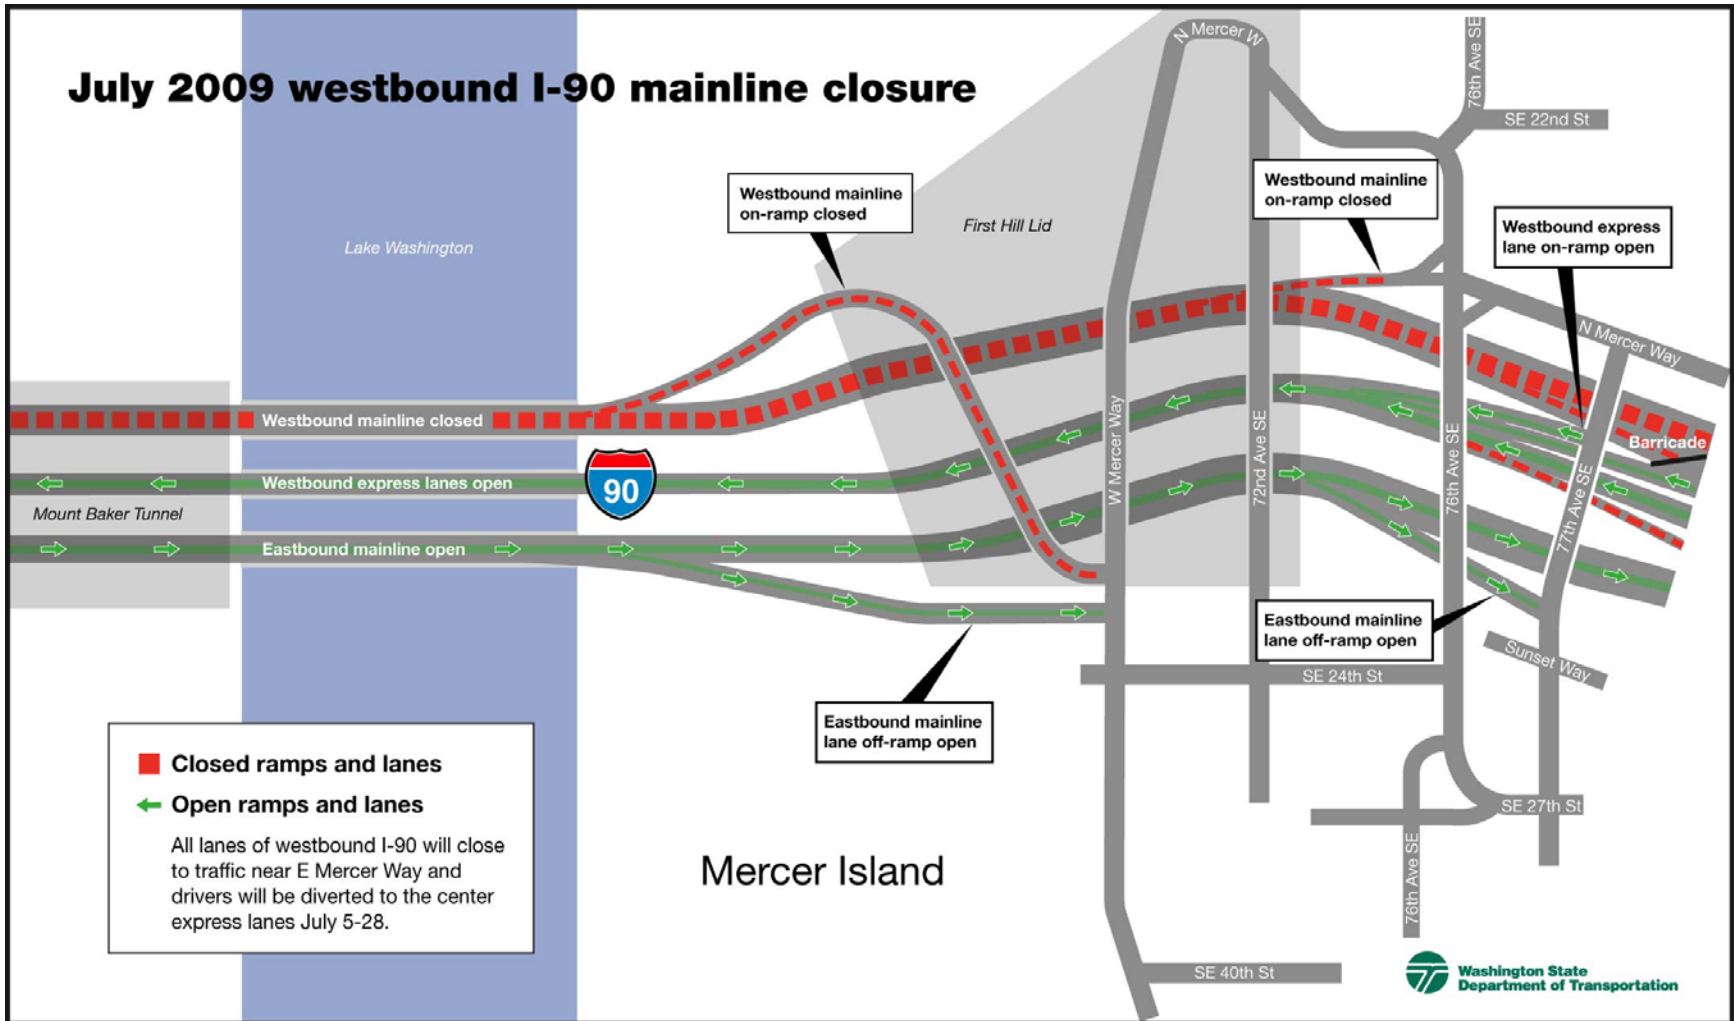 July 2009 westbound I-90 mainline closure
N Mercer W
76th Ave SE
SE 22nd St
Westbound mainline
on-ramp closed
Westbound mainline
on-ramp closed
First Hill Lid
Westbound express
lane on-ramp open
Lake Washington
N Mercer Way
Westbound mainline closed
W Mercer Way
72nd Ave SE
76th Ave SE
77th Ave SE
Barricade
Westbound express lanes open
90
Mount Baker Tunnel
Eastbound mainline open
Eastbound mainline
lane off-ramp open
Sunset Way
SE 24th St
Eastbound mainline
lane off-ramp open
Closed ramps and lanes
Open ramps and lanes
All lanes of westbound I-90 will close
to traffic near E Mercer Way and
drivers will be diverted to the center
express lanes July 5-28.
Mercer Island
SE 27th St
76th Ave SE
SE 40th St
Washington State
Department of Transportation